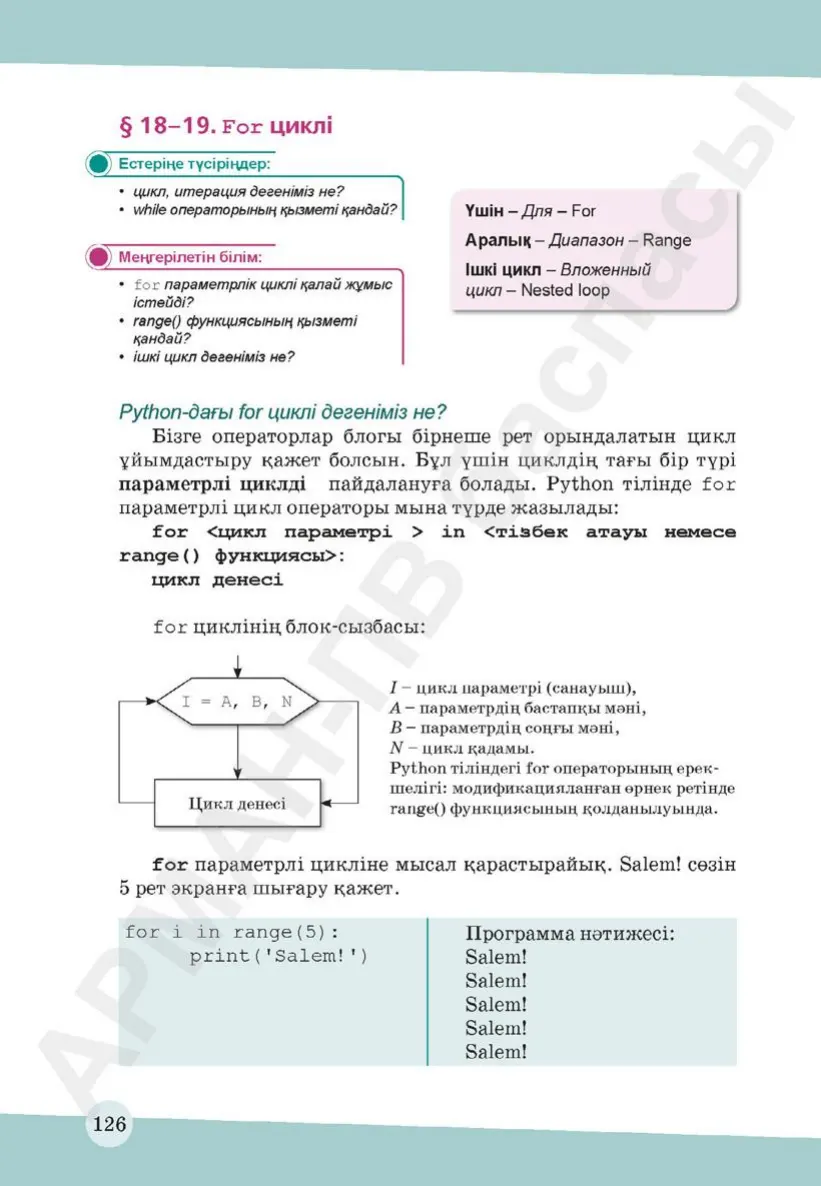 § 18–19. For циклі
Естеріңе түсіріңдер:
• цикл, итерация дегеніміз не?
• while операторының қызметі қандай?
Меңгерілетін білім:
• for параметрлік циклі қалай жұмыс
істейді?
• range() функциясының қызметі
қандай?
• ішкі цикл дегеніміз не?
Үшін – Для – For
Аралық – Диапазон – Range
Ішкі цикл – Вложенный
цикл – Nested loop
Python-дағы for циклі дегеніміз не?
Бізге операторлар блогы бірнеше рет орындалатын цикл
ұйымдастыру қажет болсын. Бұл үшін циклдің тағы бір түрі
параметрлі циклді пайдалануға болады. Python тілінде for
параметрлі цикл операторы мына түрде жазылады:
for <цикл параметрі > in <тізбек атауы немесе
range() функциясы>:
цикл денесі
for циклінің блок-сызбасы:
I = A, B, N
Цикл денесі
I – цикл параметрі (санауыш),
A – параметрдің бастапқы мәні,
B – параметрдің соңғы мәні,
N – цикл қадамы.
Python тіліндегі for операторының ерек-
шелігі: модификацияланған өрнек ретінде
range() функциясының қолданылуында.
for параметрлі цикліне мысал қарастырайық. Salem! сөзін
5 рет экранға шығару қажет.
for i in range(5):
print('Salem!')
Программа нәтижесі:
Salem!
Salem!
Salem!
Salem!
Salem!
126
АРМАН-ПВ баспасы